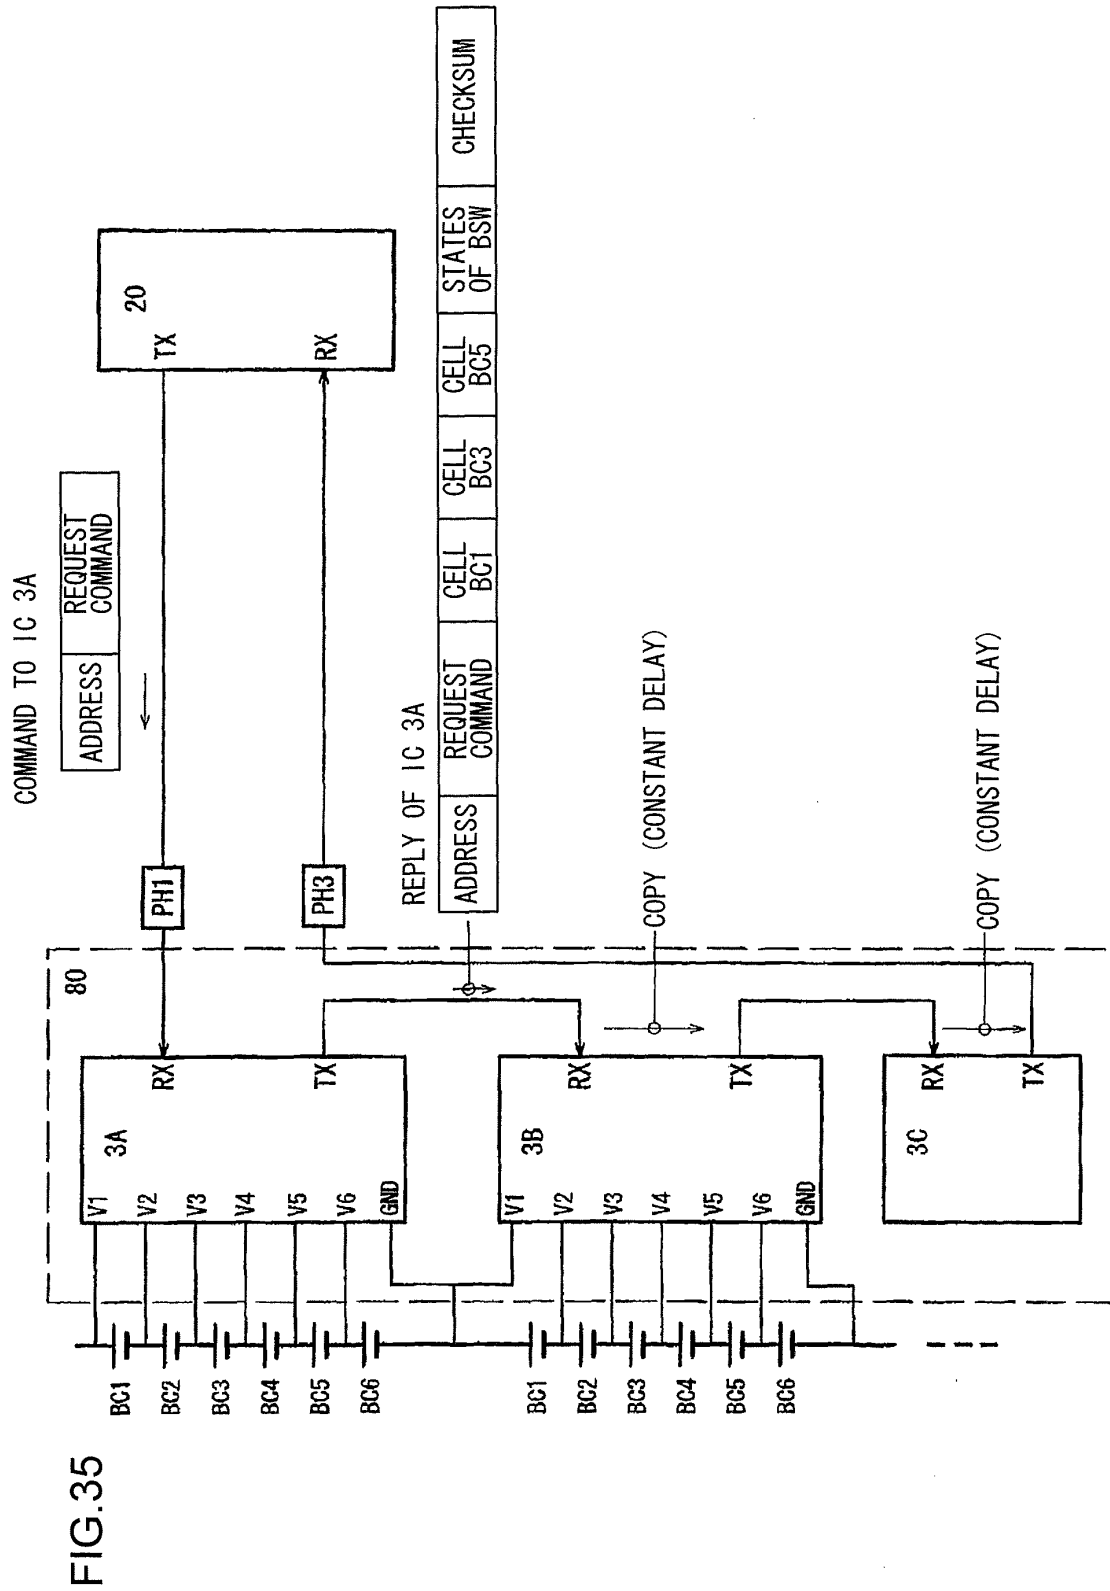 FIG.35
COMMAND TO IC 3A
ADDRESS
REQUEST
COMMAND
20
TX
RX
PH1
PH3
REPLY OF IC 3A
ADDRESS
REQUEST
COMMAND
CELL
BC1
CELL
BC3
CELL
BC5
STATES
OF BSW
CHECKSUM
COPY (CONSTANT DELAY)
COPY (CONSTANT DELAY)
80
3A
RX
TX
V1
V2
V3
V4
V5
V6
GND
BC1
BC2
BC3
BC4
BC5
BC6
3B
RX
TX
V1
V2
V3
V4
V5
V6
GND
BC1
BC2
BC3
BC4
BC5
BC6
3C
RX
TX